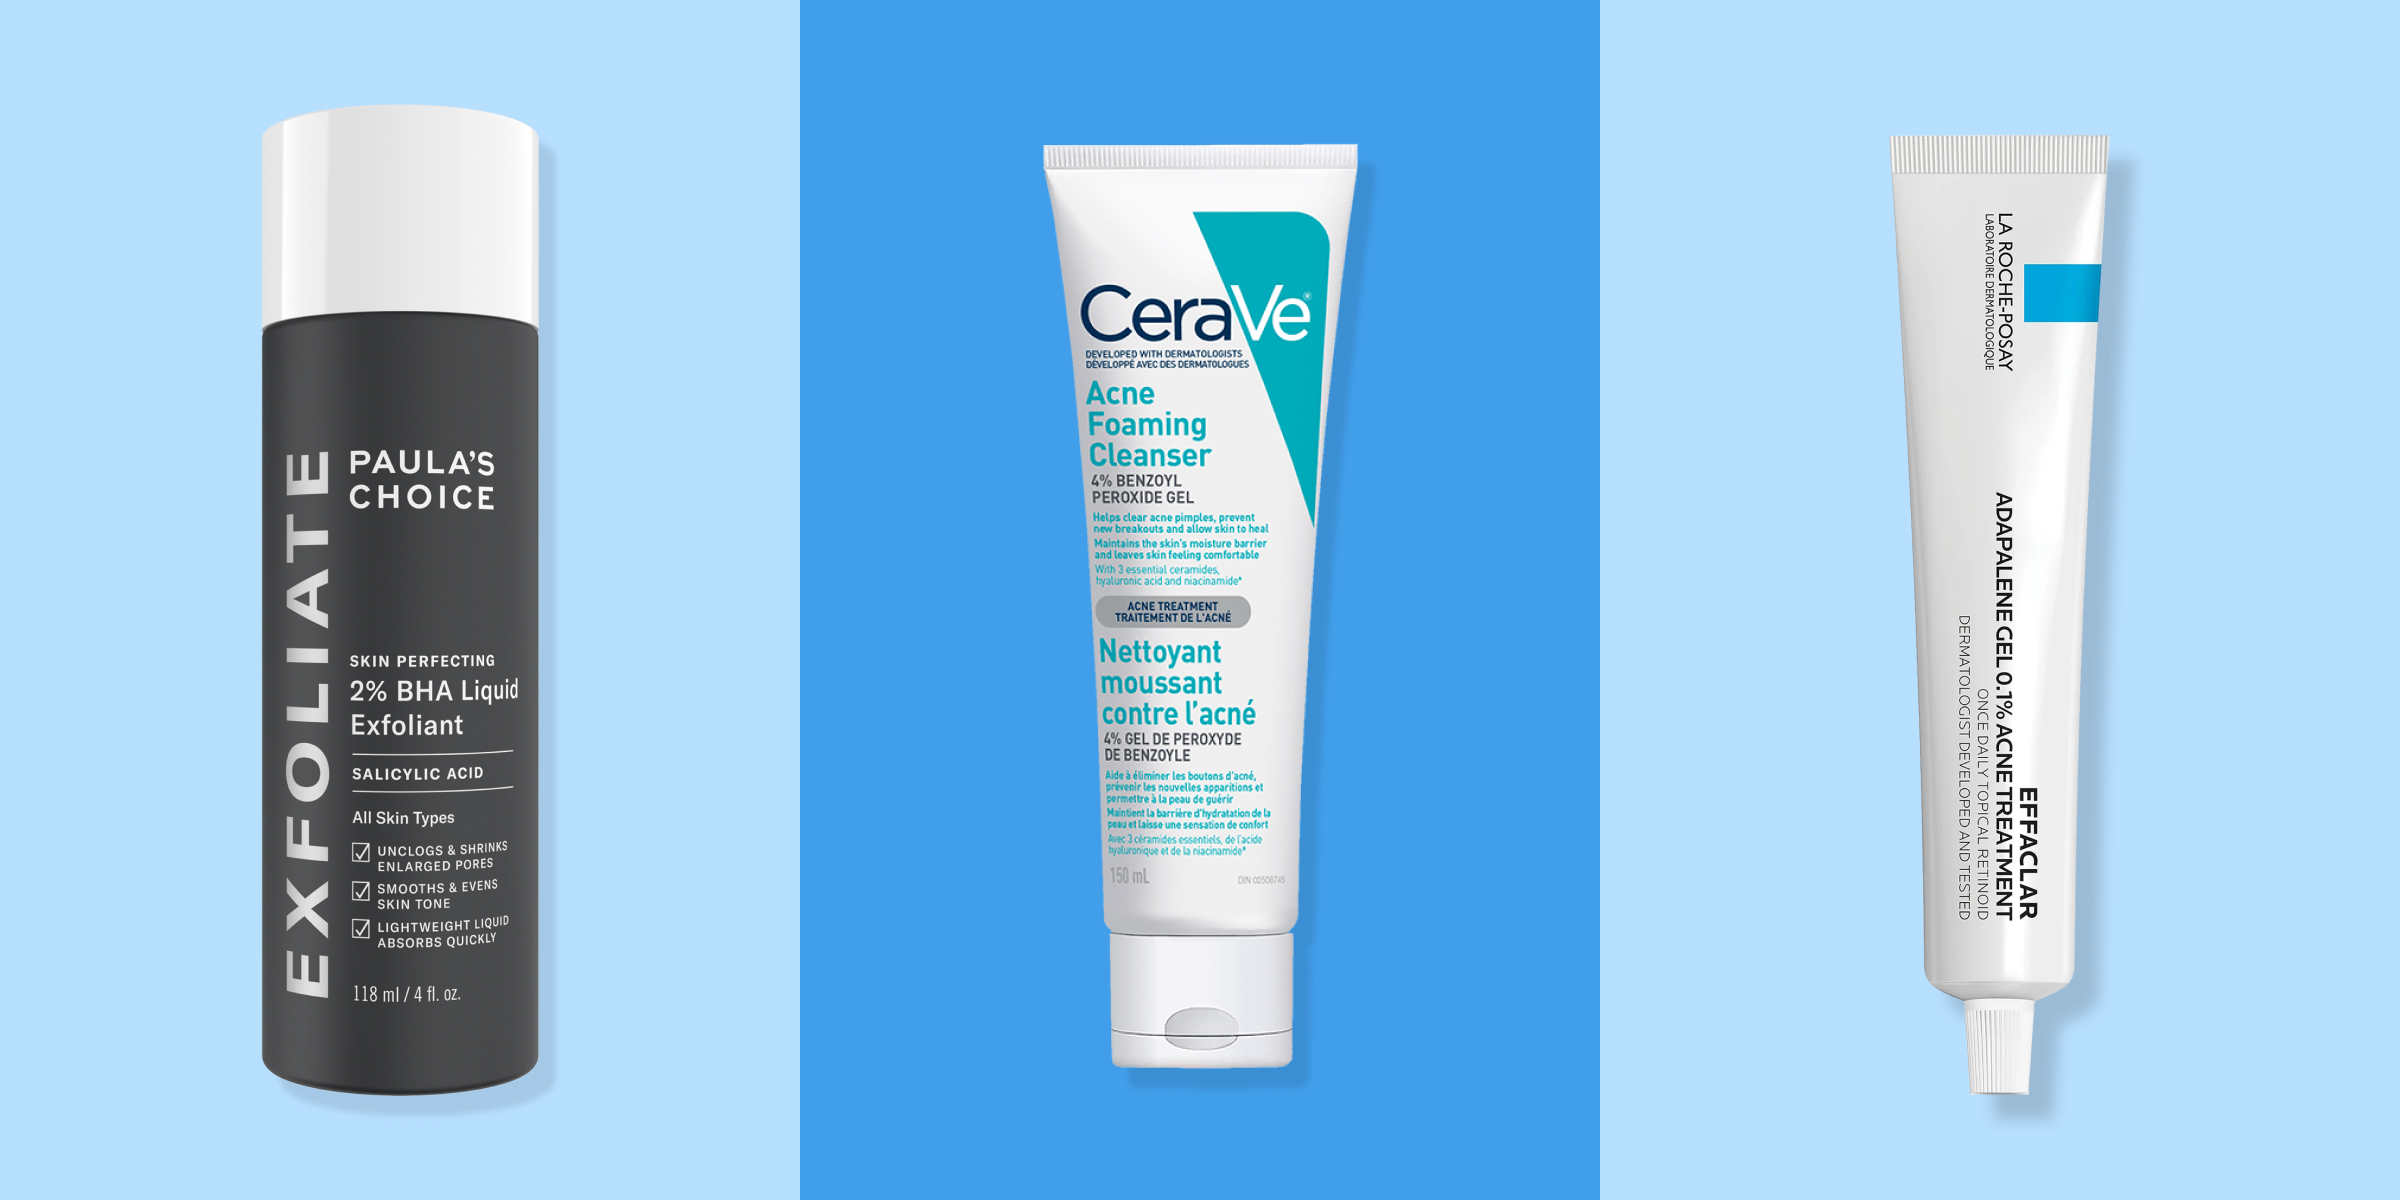 EXFOLIATE
PAULA'S
CHOICE
SKIN PERFECTING
2% BHA Liquid
Exfoliant
SALICYLIC ACID
All Skin Types
UNCLOGS & SHRINKS
ENLARGED PORES
SMOOTHS & EVENS
SKIN TONE
LIGHTWEIGHT LIQUID
ABSORBS QUICKLY
118 ml / 4 fl. oz.
CeraVe®
DEVELOPED WITH DERMATOLOGISTS
DÉVELOPPÉ AVEC DES DERMATOLOGUES
Acne
Foaming
Cleanser
4% BENZOYL
PEROXIDE GEL
Helps clear acne pimples, prevent
new breakouts and allow skin to heal
Maintains the skin's moisture barrier
and leaves skin feeling comfortable
With 3 essential ceramides,
hyaluronic acid and niacinamide*
ACNE TREATMENT
TRAITEMENT DE L'ACNÉ
Nettoyant
moussant
contre l'acné
4% GEL DE PEROXYDE
DE BENZOYLE
Aide à éliminer les boutons d'acné,
prévenir les nouvelles apparitions et
permettre à la peau de guérir
Maintient la barrière d'hydratation de la
peau et laisse une sensation de confort
Avec 3 céramides essentiels, de l'acide
hyaluronique et de la niacinamide*
150 mL
DIN 02508745
LA ROCHE-POSAY
LABORATOIRE DERMATOLOGIQUE
EFFACLAR
ADAPALENE GEL 0.1% ACNE TREATMENT
ONCE DAILY TOPICAL RETINOID
DERMATOLOGIST DEVELOPED AND TESTED